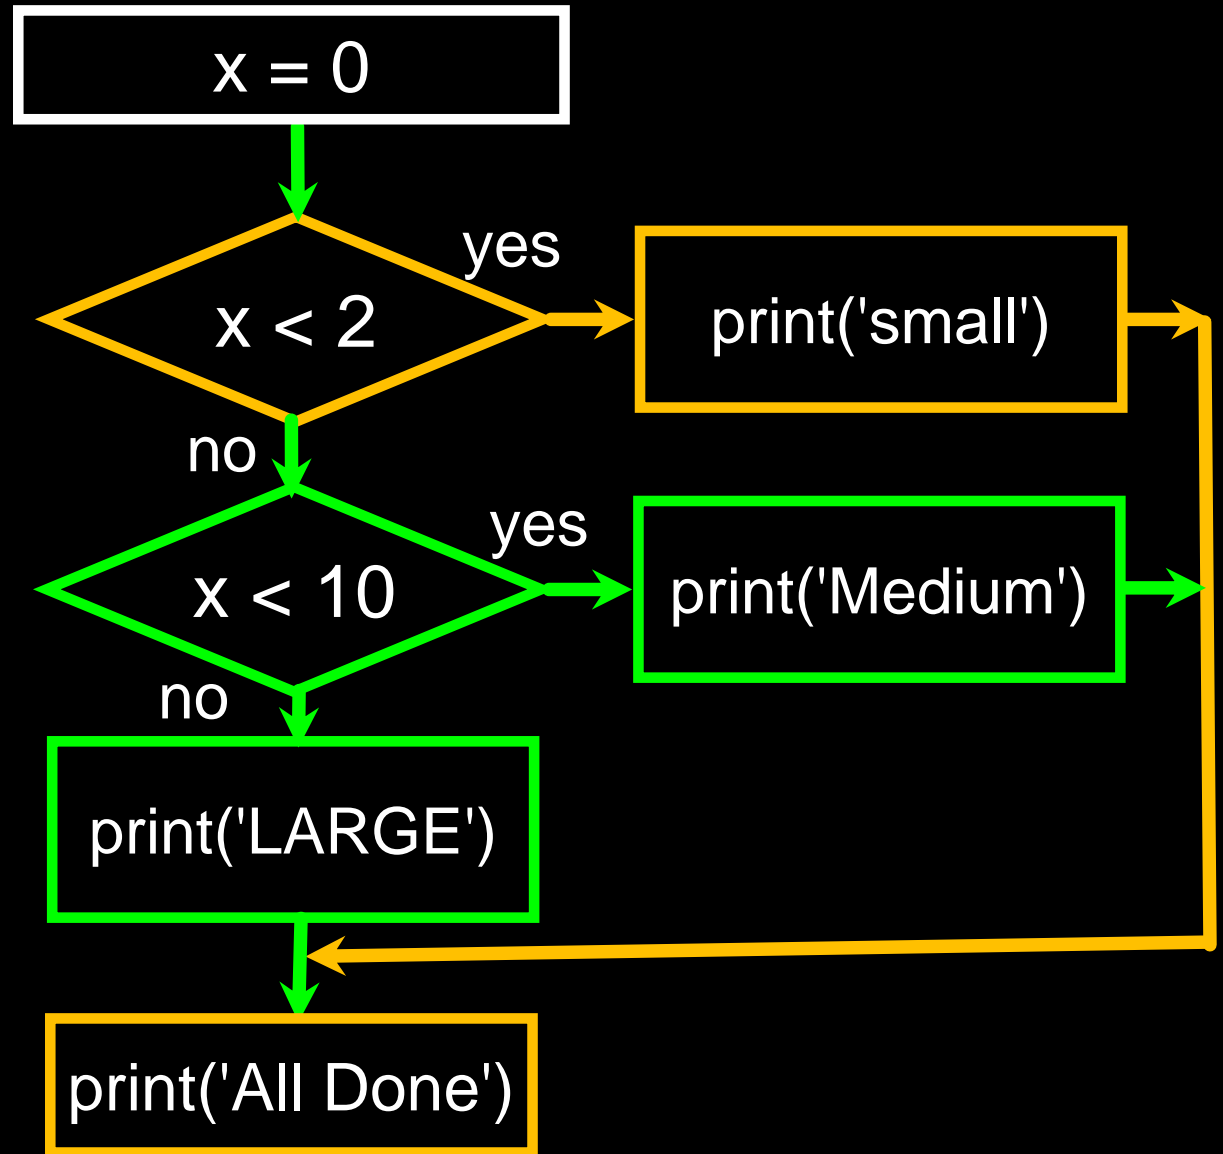 x = 0
yes
x < 2
print('small')
no
yes
x < 10
print('Medium')
no
print('LARGE')
print('All Done')